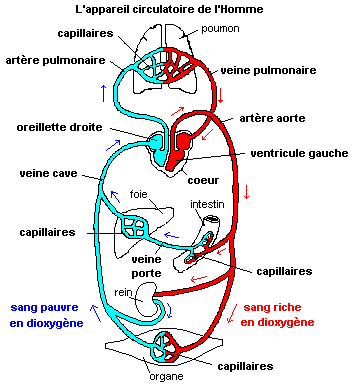 L'appareil circulatoire de l'Homme
capillaires
poumon
artère pulmonaire
veine pulmonaire
artère aorte
oreillette droite
ventricule gauche
veine cave
coeur
foie
intestin
capillaires
veine
porte
capillaires
rein
sang pauvre
en dioxygène
sang riche
en dioxygène
capillaires
organe